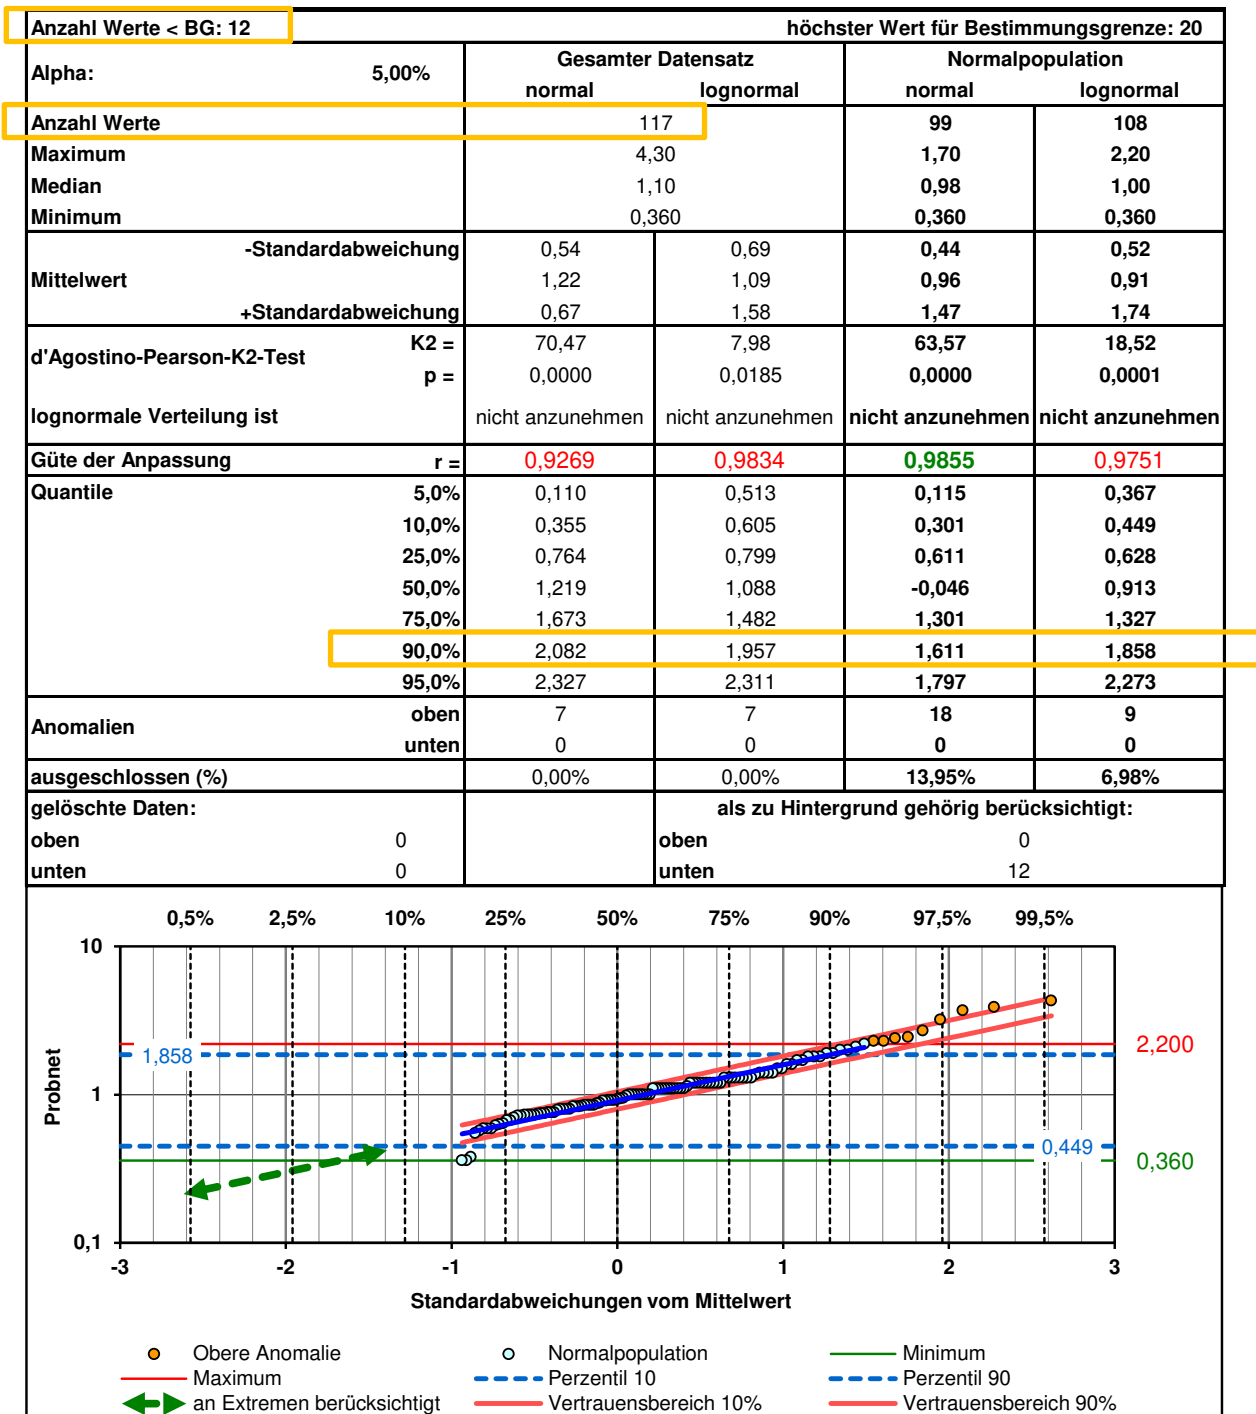 Anzahl Werte < BG: 12 höchster Wert für Bestimmungsgrenze: 20
Alpha: 5,00% Gesamter Datensatz Normalpopulation
normal lognormal normal lognormal
Anzahl Werte 117 99 108
Maximum 4,30 1,70 2,20
Median 1,10 0,98 1,00
Minimum 0,360 0,360 0,360
-Standardabweichung 0,54 0,69 0,44 0,52
Mittelwert 1,22 1,09 0,96 0,91
+Standardabweichung 0,67 1,58 1,47 1,74
d'Agostino-Pearson-K2-Test K2 = 70,47 7,98 63,57 18,52
p = 0,0000 0,0185 0,0000 0,0001
lognormale Verteilung ist nicht anzunehmen nicht anzunehmen nicht anzunehmen nicht anzunehmen
Güte der Anpassung r = 0,9269 0,9834 0,9855 0,9751
Quantile 5,0% 0,110 0,513 0,115 0,367
10,0% 0,355 0,605 0,301 0,449
25,0% 0,764 0,799 0,611 0,628
50,0% 1,219 1,088 -0,046 0,913
75,0% 1,673 1,482 1,301 1,327
90,0% 2,082 1,957 1,611 1,858
95,0% 2,327 2,311 1,797 2,273
Anomalien oben 7 7 18 9
unten 0 0 0 0
ausgeschlossen (%) 0,00% 0,00% 13,95% 6,98%
gelöschte Daten: als zu Hintergrund gehörig berücksichtigt:
oben 0 oben 0
unten 0 unten 12
0,5% 2,5% 10% 25% 50% 75% 90% 97,5% 99,5%
10
1,858
2,200
Probnet
1
0,449
0,360
0,1
-3 -2 -1 0 1 2 3
Standardabweichungen vom Mittelwert
Obere Anomalie Normalpopulation Minimum
Maximum Perzentil 10 Perzentil 90
an Extremen berücksichtigt Vertrauensbereich 10% Vertrauensbereich 90%